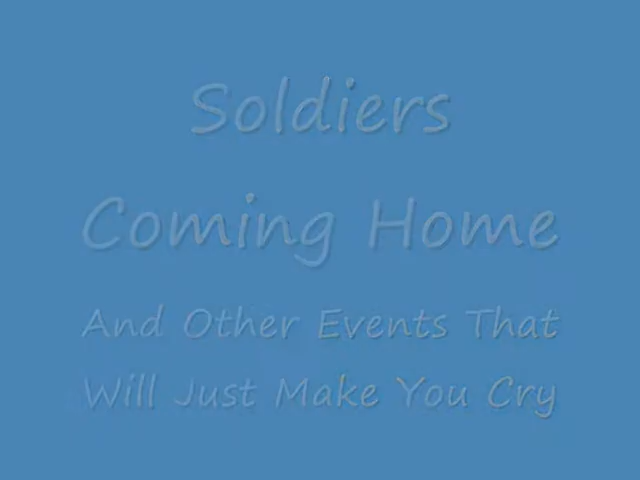 Soldiers
Coming Home
And Other Events That
Will Just Make You Cry